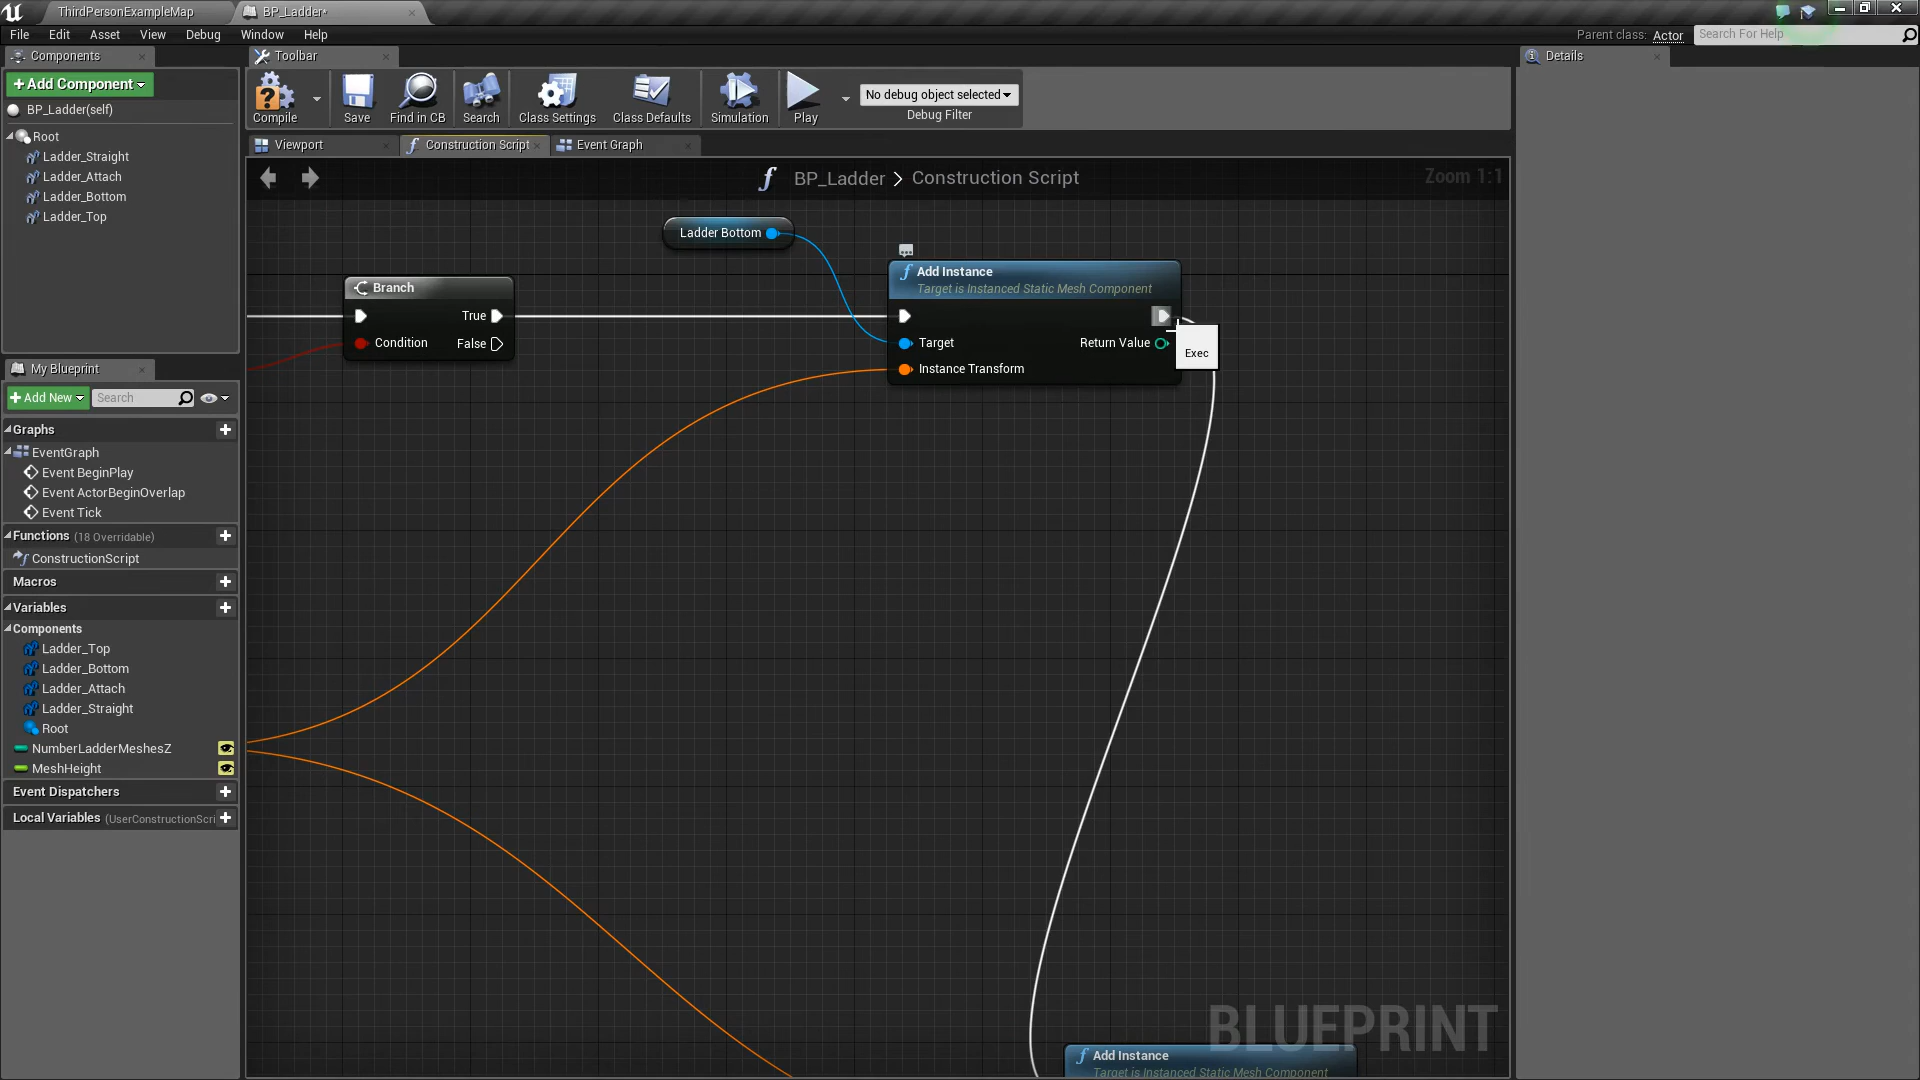 ThirdPersonExampleMap
BP_Ladder*
File Edit Asset View Debug Window Help
Parent class: Actor
Search For Help
Components
Toolbar
Details
+Add Component
BP_Ladder(self)
Root
Ladder_Straight
Ladder_Attach
Ladder_Bottom
Ladder_Top
Compile
Save
Find in CB
Search
Class Settings
Class Defaults
Simulation
Play
No debug object selected
Debug Filter
Viewport
Construction Script
Event Graph
BP_Ladder > Construction Script
Zoom 1:1
Ladder Bottom
Branch
True
Condition
False
Add Instance
Target is Instanced Static Mesh Component
Target
Return Value
Instance Transform
Exec
My Blueprint
+Add New
Search
Graphs
EventGraph
Event BeginPlay
Event ActorBeginOverlap
Event Tick
Functions (18 Overridable)
ConstructionScript
Macros
Variables
Components
Ladder_Top
Ladder_Bottom
Ladder_Attach
Ladder_Straight
Root
NumberLadderMeshesZ
MeshHeight
Event Dispatchers
Local Variables (UserConstructionScri
BLUEPRINT
Add Instance
Target is Instanced Static Mesh Component